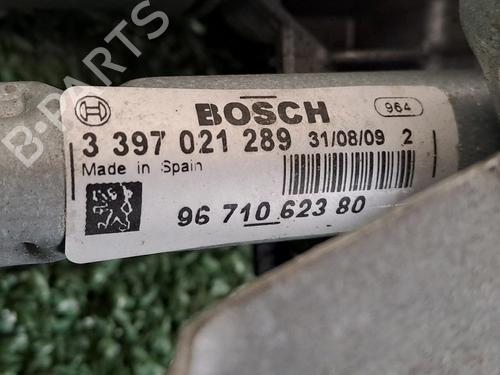 BOSCH 964
3 397 021 289 31/08/09 2
Made in Spain
96 710 623 80
B-PARTS